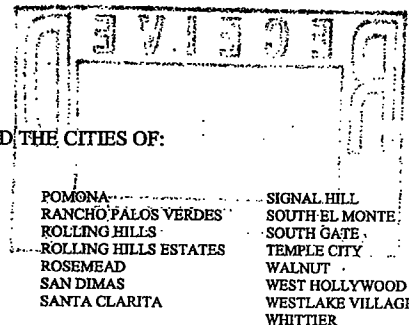 RECEIVED
D THE CITIES OF:
POMONA
RANCHO PALOS VERDES
ROLLING HILLS
ROLLING HILLS ESTATES
ROSEMEAD
SAN DIMAS
SANTA CLARITA
SIGNAL HILL
SOUTH EL MONTE
SOUTH GATE
TEMPLE CITY
WALNUT
WEST HOLLYWOOD
WESTLAKE VILLAGE
WHITTIER